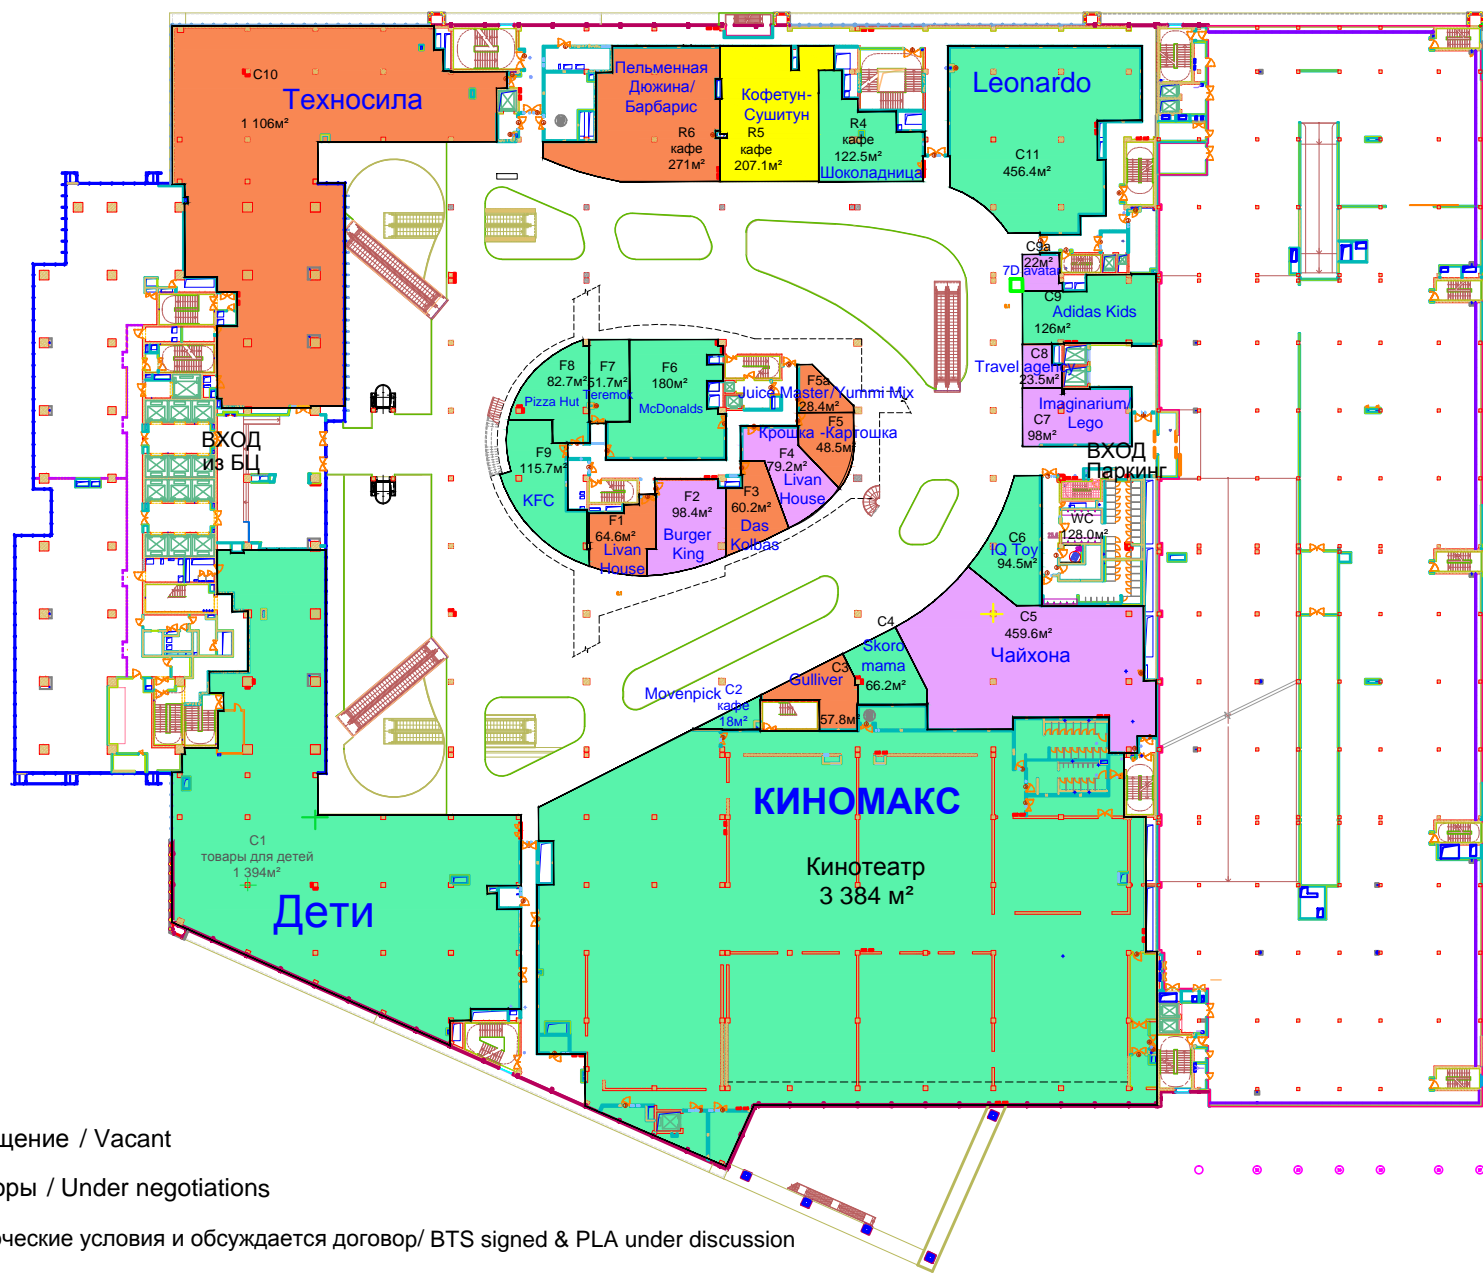 C10
Техносила
1 106м²
Пельменная
Дюжина/
Барбарис
R6
кафе
271м²
Кофетун-
Сушитун
R5
кафе
207.1м²
R4
кафе
122.5м²
Шоколадница
Leonardo
C11
456.4м²
C9a
22м²
7D avatar
C9
Adidas Kids
126м²
C8
Travel agency
23.5м²
Imaginarium/
Lego
C7
98м²
ВХОД
Паркинг
ВХОД
из БЦ
F8
82.7м²
Pizza Hut
F7
51.7м²
Teremok
F6
180м²
McDonalds
F5a
Juice Master/Yummi Mix
28.4м²
F5
Крошка -Картошка
48.5м²
F4
79.2м²
Livan
House
F9
115.7м²
KFC
F1
64.6м²
Livan
House
F2
98.4м²
Burger
King
F3
60.2м²
Das
Kolbas
WC
128.0м²
C6
IQ Toy
94.5м²
C5
459.6м²
Чайхона
C4
Skoro
mama
66.2м²
C3
Gulliver
57.8м²
Movenpick
C2
кафе
18м²
КИНОМАКС
Кинотеатр
3 384 м²
C1
товары для детей
1 394м²
Дети
щение / Vacant
оры / Under negotiations
ческие условия и обсуждается договор/ BTS signed & PLA under discussion